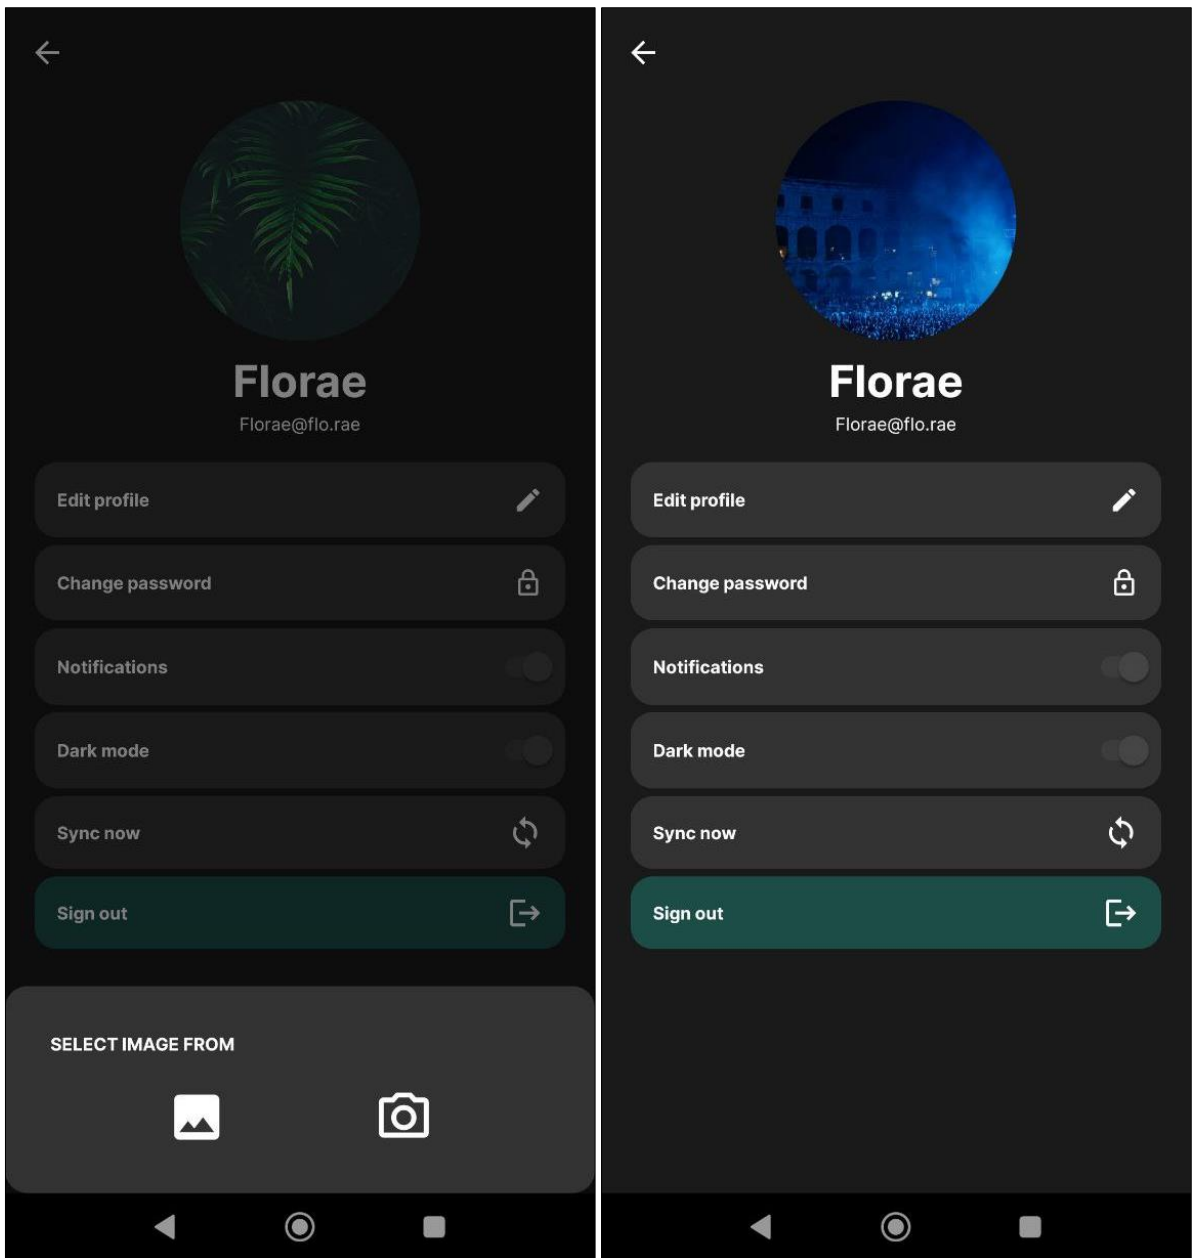 Florae
Florae@flo.rae
Edit profile
Change password
Notifications
Dark mode
Sync now
Sign out
SELECT IMAGE FROM
Florae
Florae@flo.rae
Edit profile
Change password
Notifications
Dark mode
Sync now
Sign out